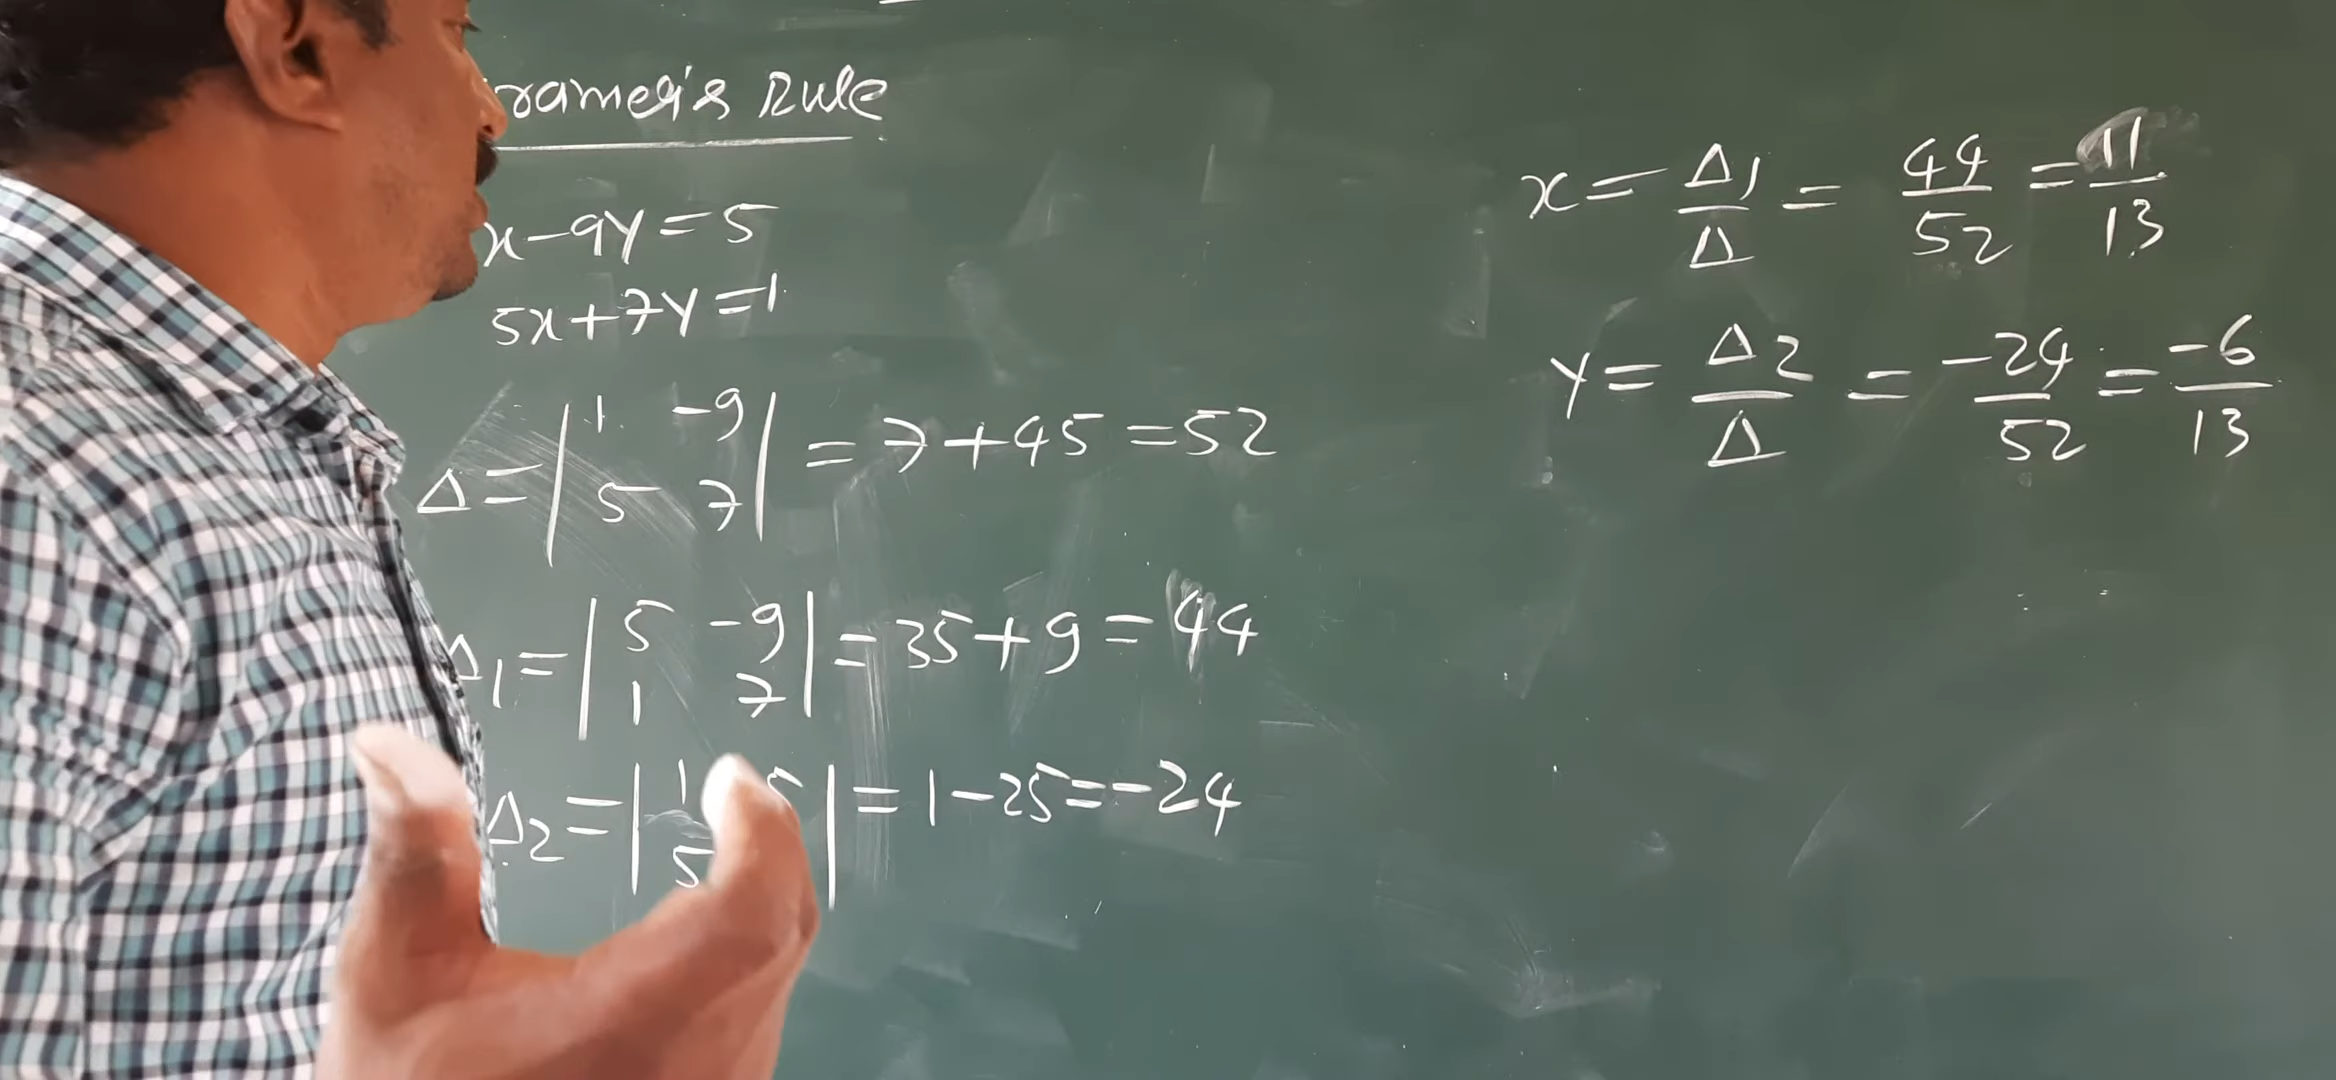 ramer's Rule
x-9y=5
5x+7y=1
Δ=|1 -9|
|5 7| =7+45=52
Δ1=|5 -9|
|1 7| =35+9=44
Δ2=|1 5|
|5 | =1-25=-24
x=Δ1/Δ=44/52=11/13
y=Δ2/Δ=-24/52=-6/13